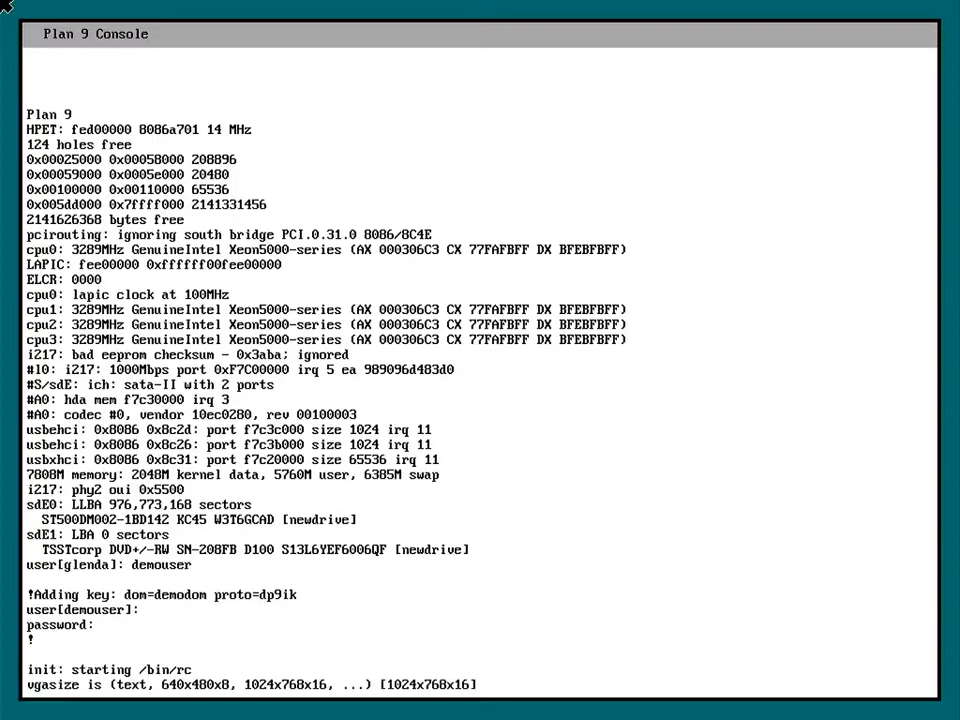 Plan 9 Console
Plan 9
HPET: fed00000 8086a701 14 MHz
124 holes free
0x00025000 0x00058000 208896
0x00059000 0x0005e000 20480
0x00100000 0x00110000 65536
0x005dd000 0x7ffff000 2141331456
2141626368 bytes free
pcirouting: ignoring south bridge PCI.0.31.0 8086/8C4E
cpu0: 3289MHz GenuineIntel Xeon5000-series (AX 000306C3 CX 77FAFBFF DX BFEBFBFF)
LAPIC: fee00000 0xffffff00fee00000
ELCR: 0000
cpu0: lapic clock at 100MHz
cpu1: 3289MHz GenuineIntel Xeon5000-series (AX 000306C3 CX 77FAFBFF DX BFEBFBFF)
cpu2: 3289MHz GenuineIntel Xeon5000-series (AX 000306C3 CX 77FAFBFF DX BFEBFBFF)
cpu3: 3289MHz GenuineIntel Xeon5000-series (AX 000306C3 CX 77FAFBFF DX BFEBFBFF)
i217: bad eeprom checksum - 0x3aba; ignored
#l0: i217: 1000Mbps port 0xF7C00000 irq 5 ea 989096d483d0
#S/sdE: ich: sata-II with 2 ports
#A0: hda mem f7c30000 irq 3
#A0: codec #0, vendor 10ec0280, rev 00100003
usbehci: 0x8086 0x8c2d: port f7c3c000 size 1024 irq 11
usbehci: 0x8086 0x8c26: port f7c3b000 size 1024 irq 11
usbxhci: 0x8086 0x8c31: port f7c20000 size 65536 irq 11
7808M memory: 2048M kernel data, 5760M user, 6385M swap
i217: phy2 oui 0x5500
sdE0: LLBA 976,773,168 sectors
ST500DM002-1BD142 KC45 W3T6GCAD [newdrive]
sdE1: LBA 0 sectors
TSSTcorp DVD+/-RW SN-208FB D100 S13L6YEF6006QF [newdrive]
user[glenda]: demouser
!Adding key: dom=demodom proto=dp9ik
user[demouser]:
password:
!
init: starting /bin/rc
vgasize is (text, 640x480x8, 1024x768x16, ...) [1024x768x16]